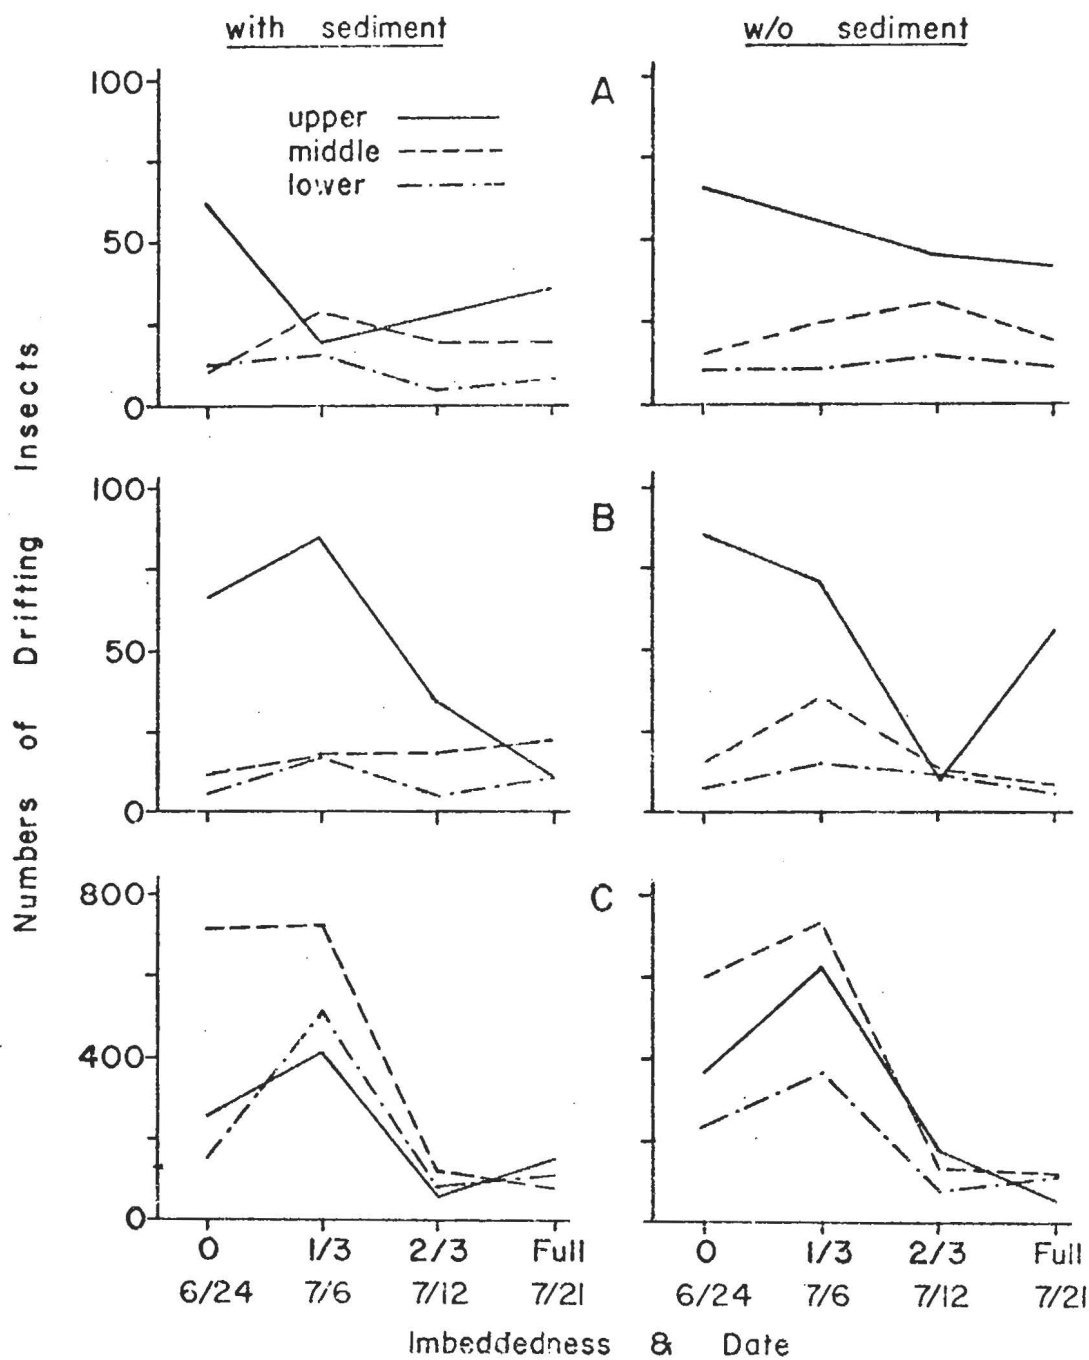 with sediment
w/o sediment
A
100
50
0
upper
middle
lower
B
100
50
0
C
800
400
0
0 1/3 2/3 Full
6/24 7/6 7/12 7/21
0 1/3 2/3 Full
6/24 7/6 7/12 7/21
Numbers of Drifting Insects
Imbeddedness & Date